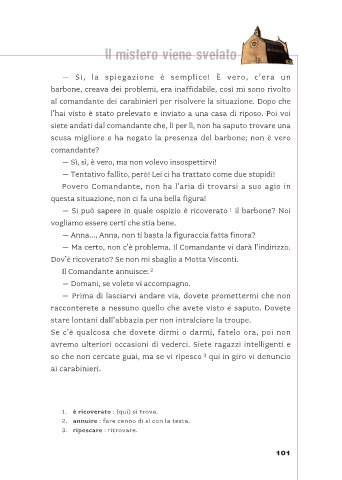 Il mistero viene svelato
— Sì, la spiegazione è semplice! È vero, c'era un
barbone, creava dei problemi, era inaffidabile, così mi sono rivolto
al comandante dei carabinieri per risolvere la situazione. Dopo che
l'hai visto è stato prelevato e inviato a una casa di riposo. Poi voi
siete andati dal comandante che, lì per lì, non ha saputo trovare una
scusa migliore e ha negato la presenza del barbone; non è vero
comandante?
— Sì, sì, è vero, ma non volevo insospettirvi!
— Tentativo fallito, però! Lei ci ha trattato come due stupidi!
Povero Comandante, non ha l'aria di trovarsi a suo agio in
questa situazione, non ci fa una bella figura!
— Si può sapere in quale ospizio è ricoverato 1 il barbone? Noi
vogliamo essere certi che stia bene.
— Anna..., Anna, non ti basta la figuraccia fatta finora?
— Ma certo, non c'è problema. Il Comandante vi darà l'indirizzo.
Dov'è ricoverato? Se non mi sbaglio a Motta Visconti.
Il Comandante annuisce: 2
— Domani, se volete vi accompagno.
— Prima di lasciarvi andare via, dovete promettermi che non
racconterete a nessuno quello che avete visto e saputo. Dovete
stare lontani dall'abbazia per non intralciare la troupe.
Se c'è qualcosa che dovete dirmi o darmi, fatelo ora, poi non
avremo ulteriori occasioni di vederci. Siete ragazzi intelligenti e
so che non cercate guai, ma se vi ripesco 3 qui in giro vi denuncio
ai carabinieri.
1. è ricoverato : (qui) si trova.
2. annuire : fare cenno di sì con la testa.
3. ripescare : ritrovare.
101